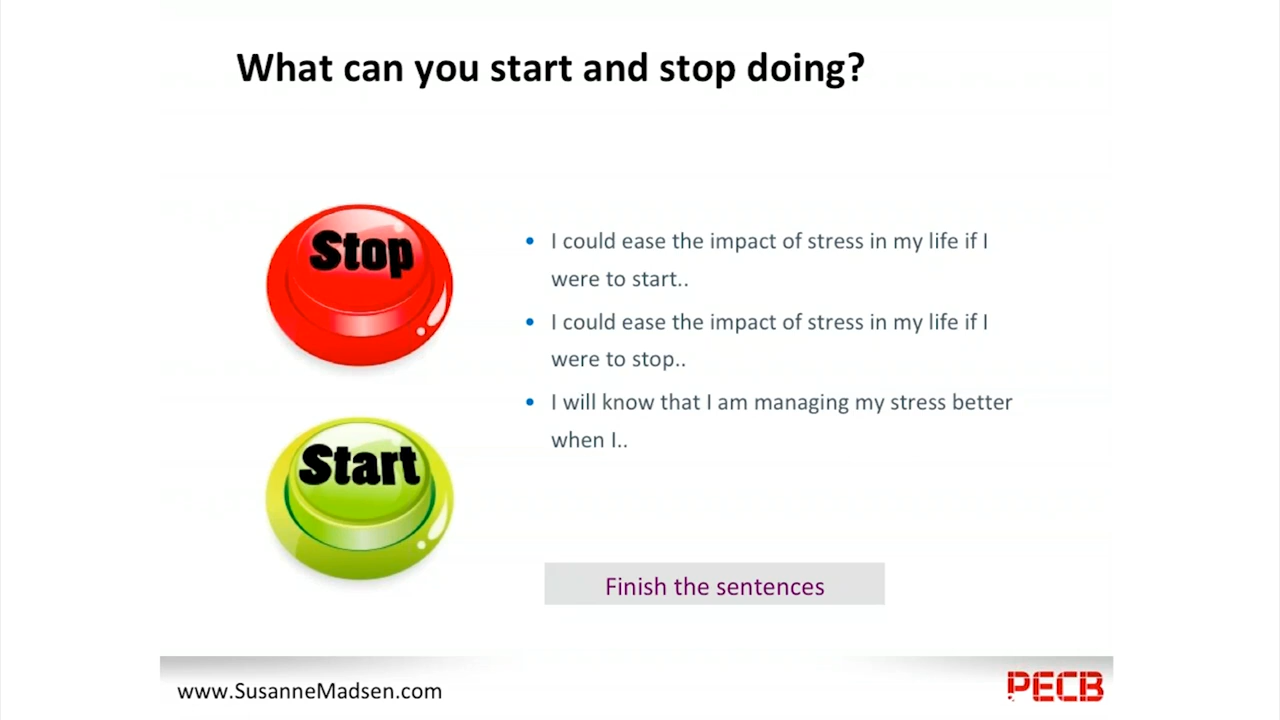 What can you start and stop doing?
Stop
• I could ease the impact of stress in my life if I
were to start..
• I could ease the impact of stress in my life if I
were to stop..
• I will know that I am managing my stress better
when I..
Start
Finish the sentences
www.SusanneMadsen.com
PECB